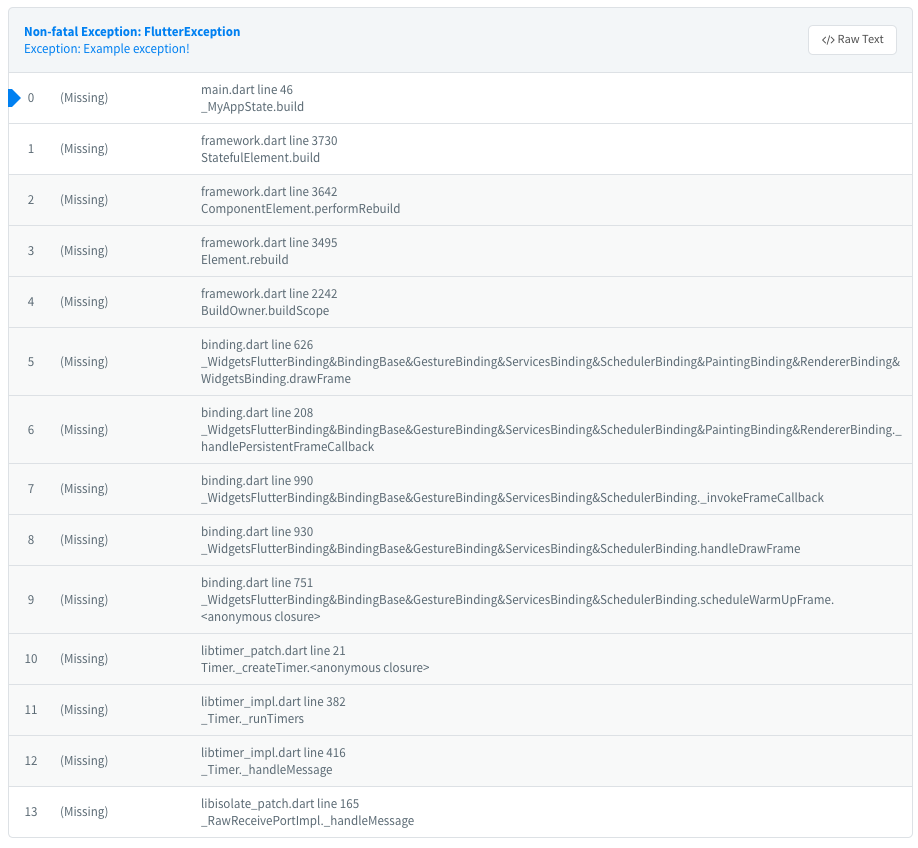 Non-fatal Exception: FlutterException
Exception: Example exception!
</> Raw Text
0 (Missing) main.dart line 46
_MyAppState.build
1 (Missing) framework.dart line 3730
StatefulElement.build
2 (Missing) framework.dart line 3642
ComponentElement.performRebuild
3 (Missing) framework.dart line 3495
Element.rebuild
4 (Missing) framework.dart line 2242
BuildOwner.buildScope
5 (Missing) binding.dart line 626
_WidgetsFlutterBinding&BindingBase&GestureBinding&ServicesBinding&SchedulerBinding&PaintingBinding&RendererBinding&
WidgetsBinding.drawFrame
6 (Missing) binding.dart line 208
_WidgetsFlutterBinding&BindingBase&GestureBinding&ServicesBinding&SchedulerBinding&PaintingBinding&RendererBinding._
handlePersistentFrameCallback
7 (Missing) binding.dart line 990
_WidgetsFlutterBinding&BindingBase&GestureBinding&ServicesBinding&SchedulerBinding._invokeFrameCallback
8 (Missing) binding.dart line 930
_WidgetsFlutterBinding&BindingBase&GestureBinding&ServicesBinding&SchedulerBinding.handleDrawFrame
9 (Missing) binding.dart line 751
_WidgetsFlutterBinding&BindingBase&GestureBinding&ServicesBinding&SchedulerBinding.scheduleWarmUpFrame.
<anonymous closure>
10 (Missing) libtimer_patch.dart line 21
Timer._createTimer.<anonymous closure>
11 (Missing) libtimer_impl.dart line 382
_Timer._runTimers
12 (Missing) libtimer_impl.dart line 416
_Timer._handleMessage
13 (Missing) libisolate_patch.dart line 165
_RawReceivePortImpl._handleMessage